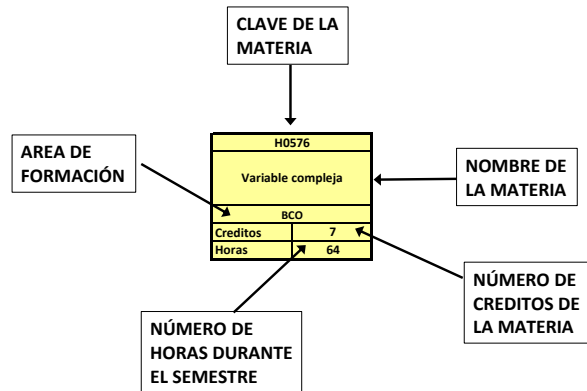 CLAVE DE LA
MATERIA
H0576
Variable compleja
BCO
Creditos 7
Horas 64
AREA DE
FORMACIÓN
NOMBRE DE
LA MATERIA
NÚMERO DE
HORAS DURANTE
EL SEMESTRE
NÚMERO DE
CREDITOS DE
LA MATERIA